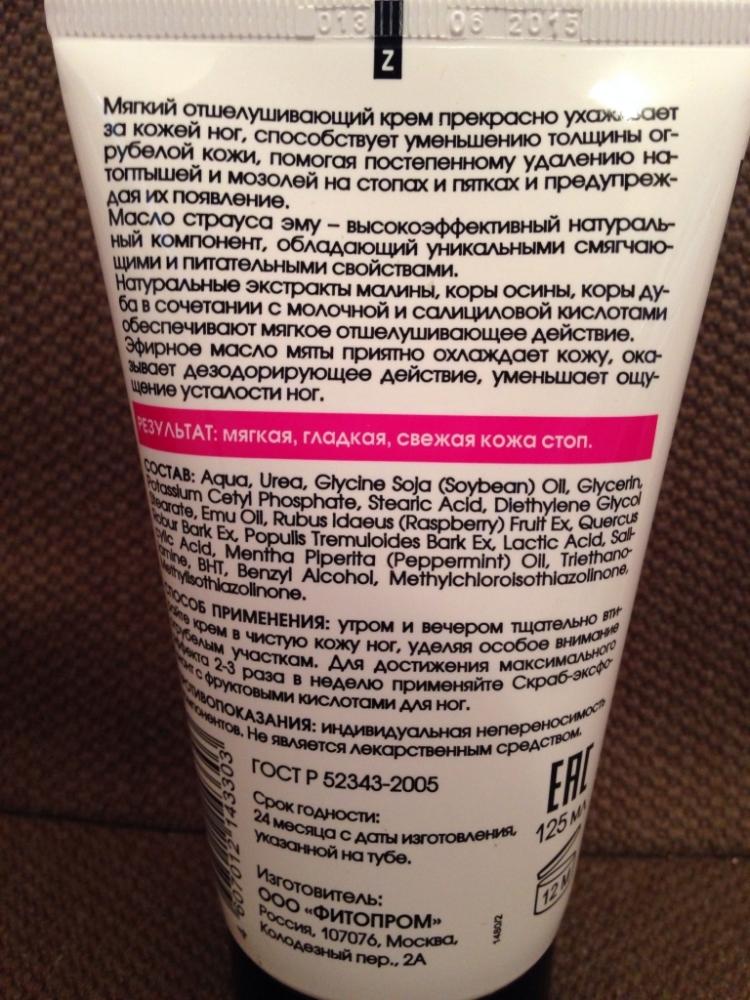 013 06 2015
Z
Мягкий отшелушивающий крем прекрасно ухаживает
за кожей ног, способствует уменьшению толщины ог-
рубелой кожи, помогая постепенному удалению на-
топтышей и мозолей на стопах и пятках и предупреж-
дая их появление.
Масло страуса эму – высокоэффективный натураль-
ный компонент, обладающий уникальными смягчаю-
щими и питательными свойствами.
Натуральные экстракты малины, коры осины, коры ду-
ба в сочетании с молочной и салициловой кислотами
обеспечивают мягкое отшелушивающее действие.
Эфирное масло мяты приятно охлаждает кожу, ока-
зывает дезодорирующее действие, уменьшает ощу-
щение усталости ног.
РЕЗУЛЬТАТ: мягкая, гладкая, свежая кожа стоп.
СОСТАВ: Aqua, Urea, Glycine Soja (Soybean) Oil, Glycerin,
Potassium Cetyl Phosphate, Stearic Acid, Diethylene Glycol
Stearate, Emu Oil, Rubus Idaeus (Raspberry) Fruit Ex, Quercus
Robur Bark Ex, Populis Tremuloides Bark Ex, Lactic Acid, Sali-
cylic Acid, Mentha Piperita (Peppermint) Oil, Triethano-
amine, BHT, Benzyl Alcohol, Methylchloroisothiazolinone,
Methylisothiazolinone.
СПОСОБ ПРИМЕНЕНИЯ: утром и вечером тщательно вти-
райте крем в чистую кожу ног, уделяя особое внимание
огрубелым участкам. Для достижения максимального
эффекта 2-3 раза в неделю применяйте Скраб-эксфо-
лиант с фруктовыми кислотами для ног.
ПРОТИВОПОКАЗАНИЯ: индивидуальная непереносимость
компонентов. Не является лекарственным средством.
ГОСТ Р 52343-2005
EAC
Срок годности:
24 месяца с даты изготовления,
указанной на тубе.
125 мл
12 М
Изготовитель:
ООО «ФИТОПРОМ»
Россия, 107076, Москва,
Колодезный пер., 2А
1480/2
4 607012 143303